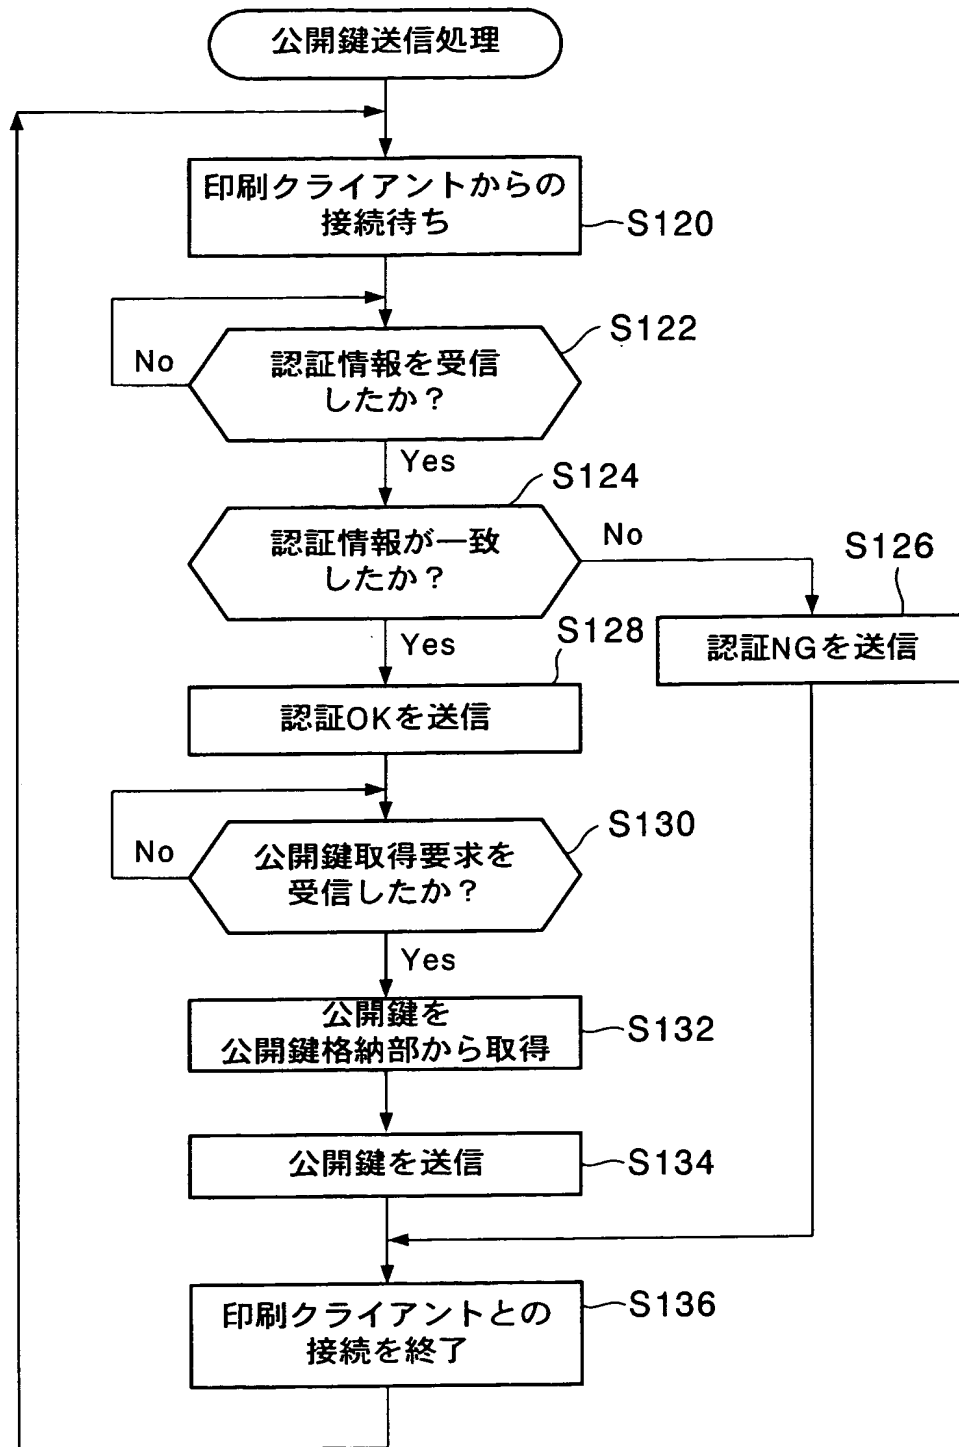 公開鍵送信処理
印刷クライアントからの
接続待ち
S120
S122
No
認証情報を受信
したか？
Yes
S124
認証情報が一致
したか？
No
S126
認証NGを送信
Yes
S128
認証OKを送信
S130
No
公開鍵取得要求を
受信したか？
Yes
公開鍵を
公開鍵格納部から取得
S132
公開鍵を送信
S134
印刷クライアントとの
接続を終了
S136